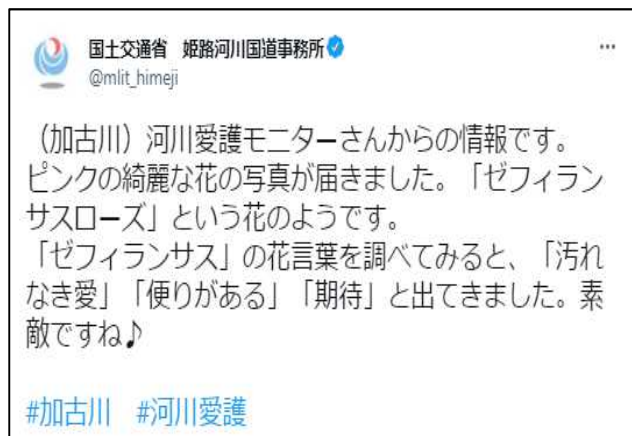 国土交通省　姫路河川国道事務所
@mlit_himeji
（加古川）河川愛護モニターさんからの情報です。
ピンクの綺麗な花の写真が届きました。「ゼフィラン
サスローズ」という花のようです。
「ゼフィランサス」の花言葉を調べてみると、「汚れ
なき愛」「便りがある」「期待」と出てきました。素
敵ですね♪
#加古川　#河川愛護